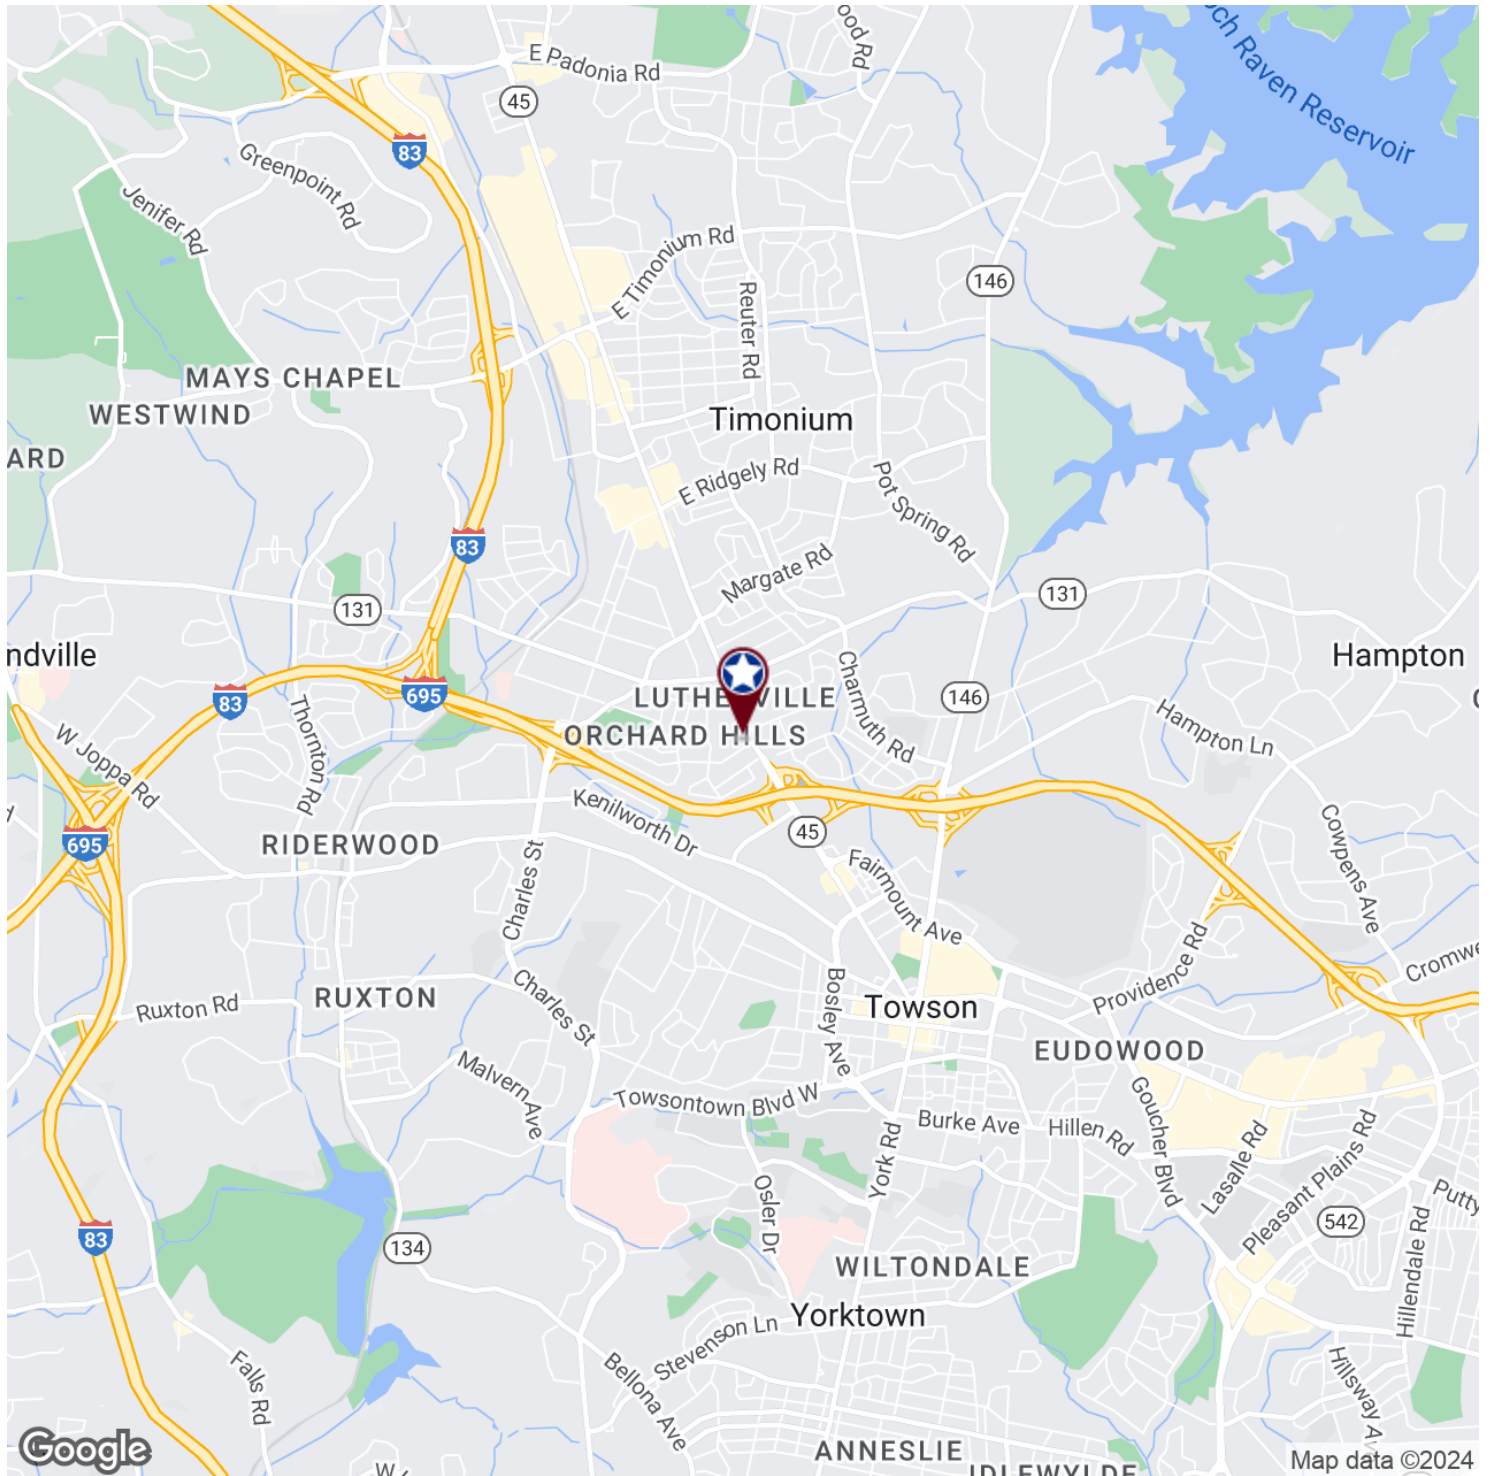 ood Rd
och Raven Reservoir
E Padonia Rd
45
83
Greenpoint Rd
Jenifer Rd
E Timonium Rd
146
Reuter Rd
MAYS CHAPEL
WESTWIND
Timonium
ARD
E Ridgely Rd
Pot Spring Rd
83
Margate Rd
131
131
ndville
Hampton
83
695
LUTHE VILLE
Charmuth Rd
146
ORCHARD HILLS
Hampton Ln
W Joppa Rd
Thornton Rd
Kenilworth Dr
45
695
RIDERWOOD
Cowpens Ave
Charles St
Fairmount Ave
Providence Rd
Cromwe
Ruxton Rd
RUXTON
Charles St
Bosley Ave
Towson
EUDOWOOD
Malvern Ave
Towsontown Blvd W
Goucher Blvd
Burke Ave
Hillen Rd
York Rd
Lasalle Rd
Pleasant Plains Rd
Osler Dr
Putty
542
83
134
WILTONDALE
Hillendale Rd
Yorktown
Stevenson Ln
Falls Rd
Bellona Ave
Hillsway Av
ANNESLIE
IDLEWYLDE
Google
Map data ©2024